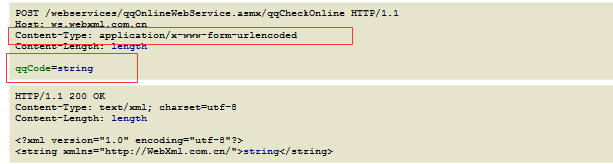 POST /webservices/qqOnlineWebService.asmx/qqCheckOnline HTTP/1.1
Host: ws.webxml.com.cn
Content-Type: application/x-www-form-urlencoded
Content-Length: length
qqCode=string
HTTP/1.1 200 OK
Content-Type: text/xml; charset=utf-8
Content-Length: length
<?xml version="1.0" encoding="utf-8"?>
<string xmlns="http://WebXml.com.cn/">string</string>